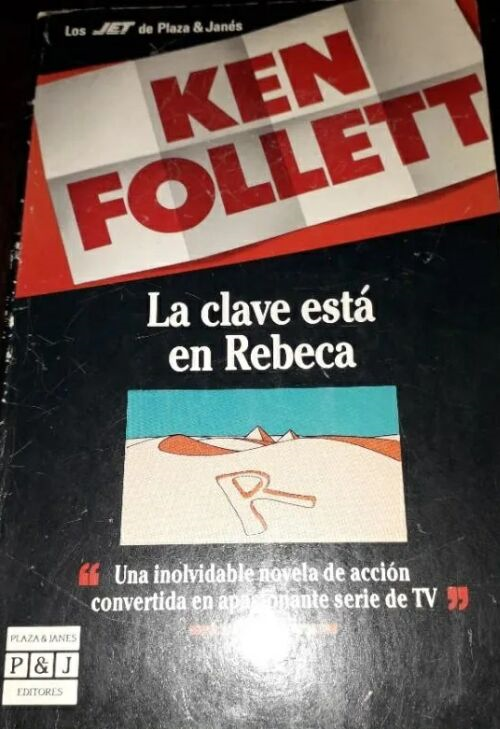 Los JET de Plaza & Janés
KEN
FOLLETT
La clave está
en Rebeca
R
“ Una inolvidable novela de acción
convertida en apasionante serie de TV ”
PLAZA & JANES
P & J
EDITORES